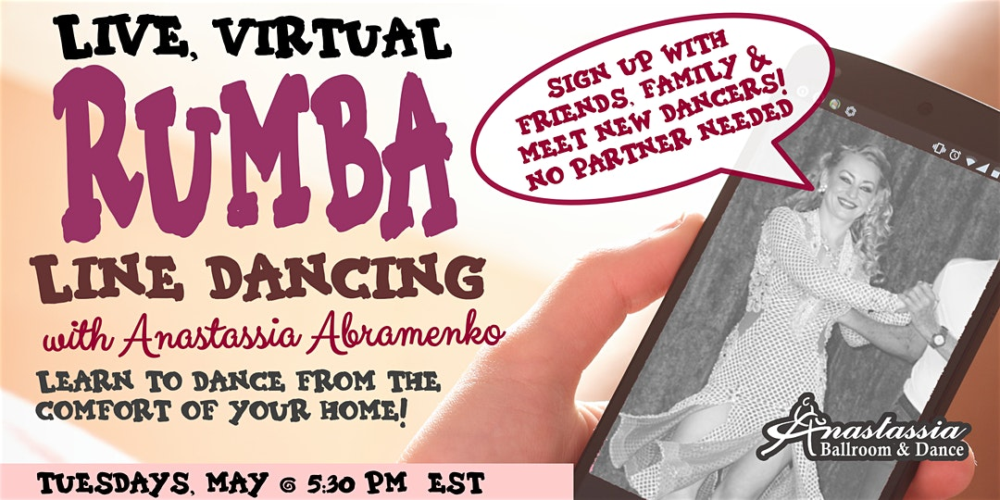 LIVE, VIRTUAL
RUMBA
LINE DANCING
with Anastassia Abramenko
LEARN TO DANCE FROM THE
COMFORT OF YOUR HOME!
TUESDAYS, MAY @ 5:30 PM EST
SIGN UP WITH
FRIENDS, FAMILY &
MEET NEW DANCERS!
NO PARTNER NEEDED
Anastassia
Ballroom & Dance